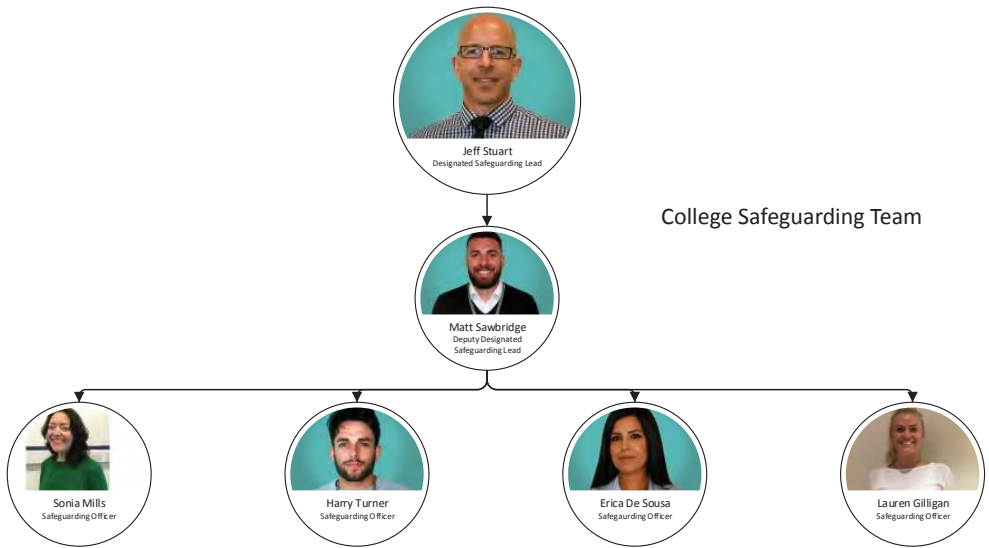 Jeff Stuart
Designated Safeguarding Lead
College Safeguarding Team
Matt Sawbridge
Deputy Designated
Safeguarding Lead
Sonia Mills
Safeguarding Officer
Harry Turner
Safeguarding Officer
Erica De Sousa
Safegaurding Officer
Lauren Gilligan
Safeguarding Officer